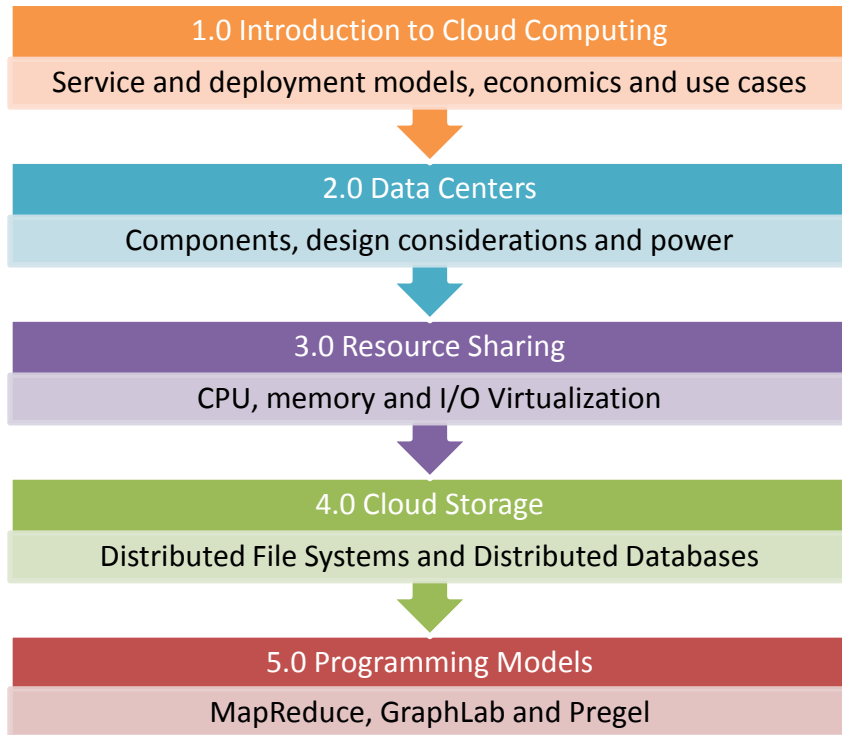 1.0 Introduction to Cloud Computing
Service and deployment models, economics and use cases
2.0 Data Centers
Components, design considerations and power
3.0 Resource Sharing
CPU, memory and I/O Virtualization
4.0 Cloud Storage
Distributed File Systems and Distributed Databases
5.0 Programming Models
MapReduce, GraphLab and Pregel